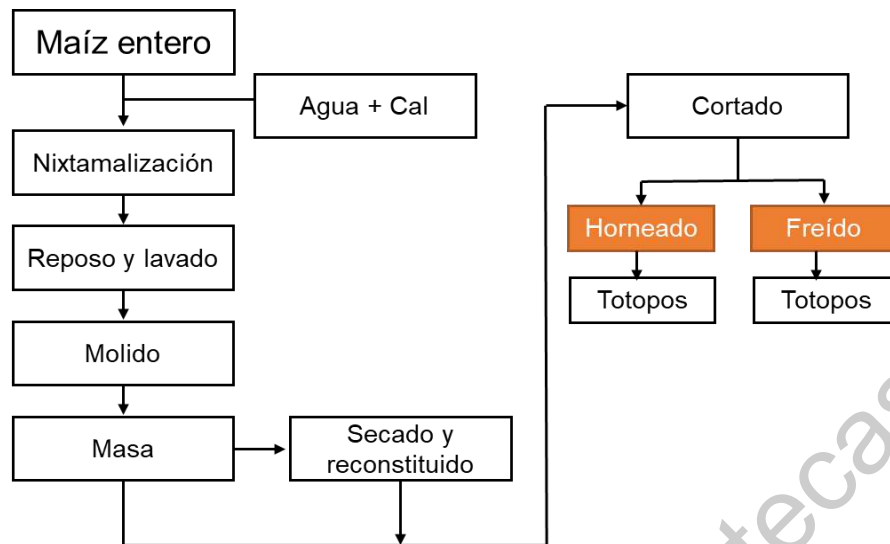 Maíz entero
Agua + Cal
Nixtamalización
Reposo y lavado
Molido
Masa
Secado y
reconstituido
Cortado
Horneado
Freído
Totopos
Totopos